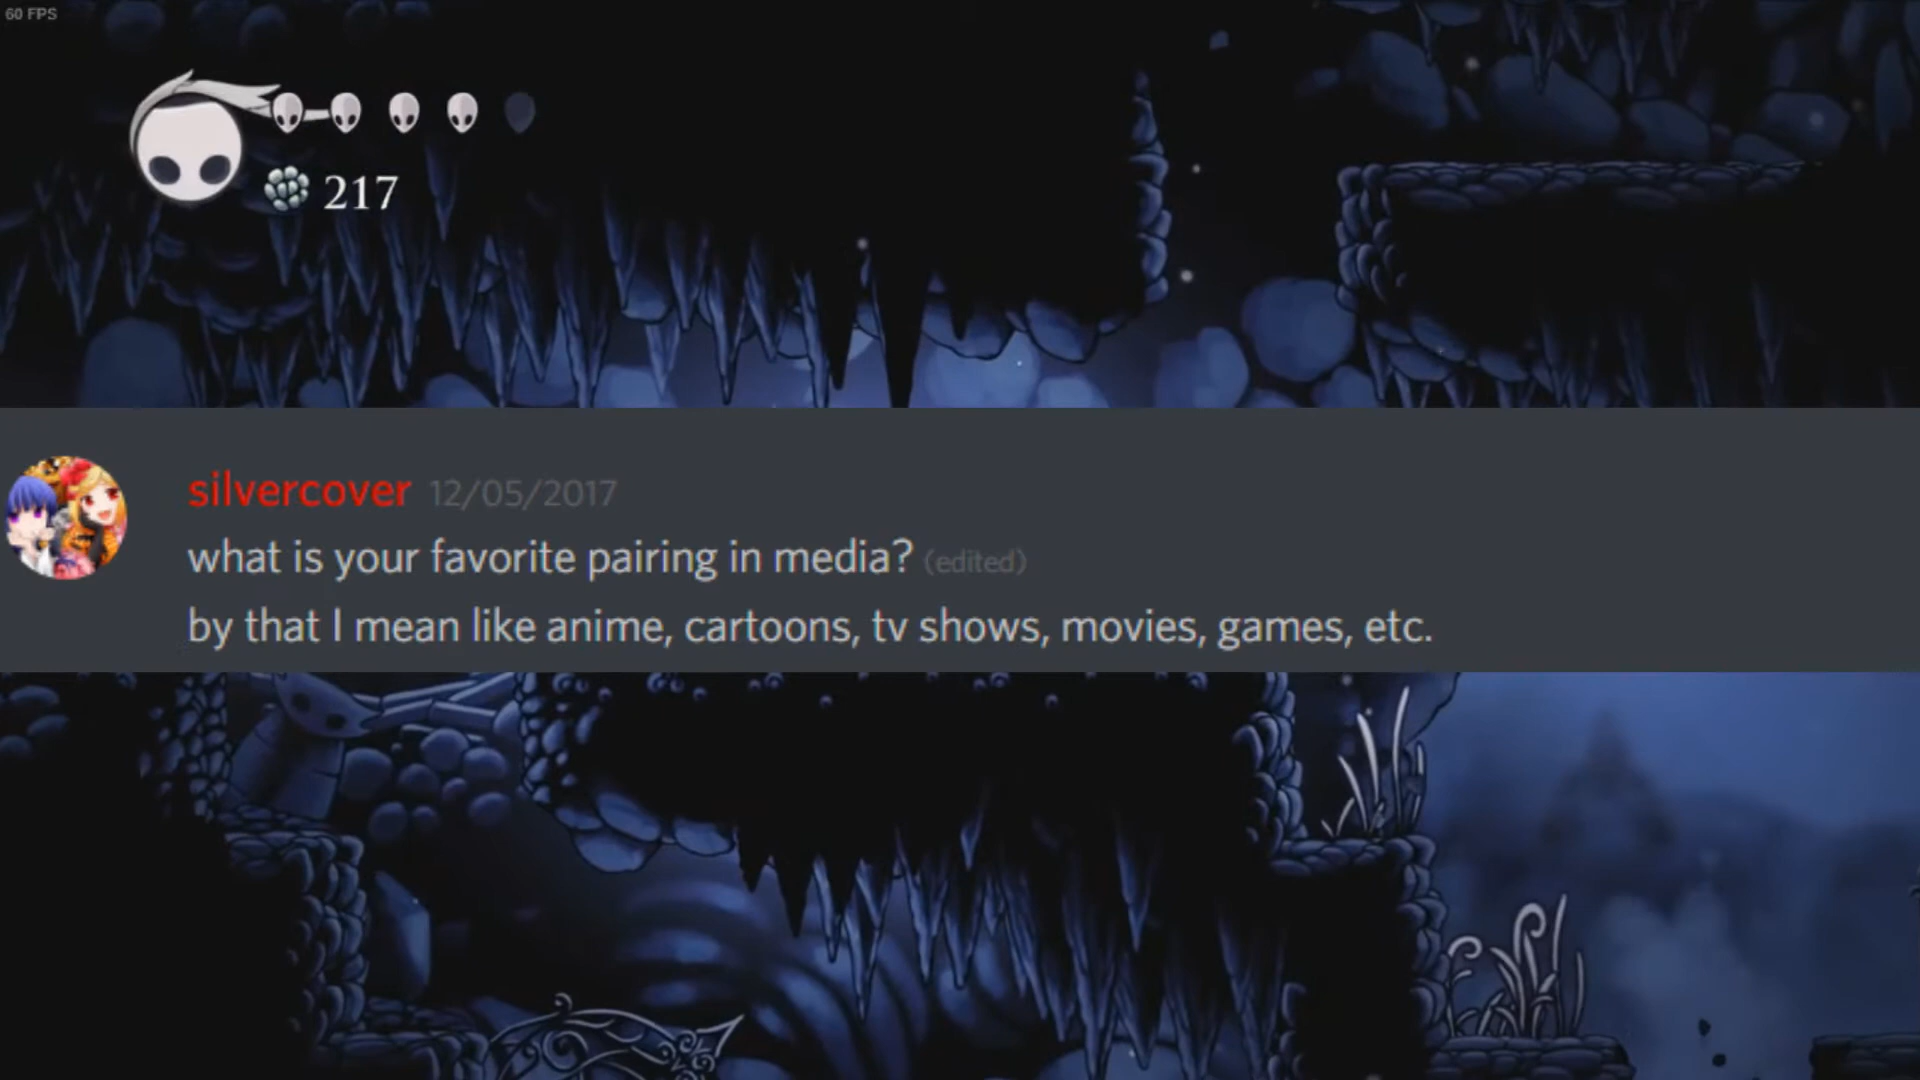 60 FPS
217
silvercover 12/05/2017
what is your favorite pairing in media? (edited)
by that I mean like anime, cartoons, tv shows, movies, games, etc.